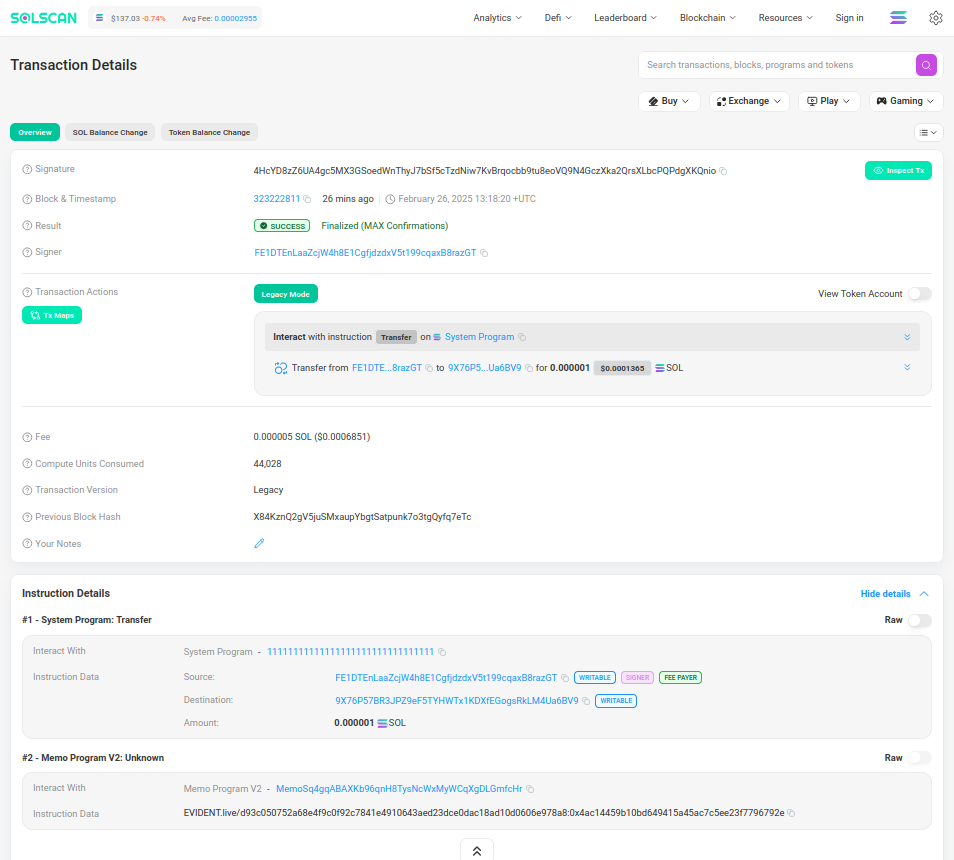 SOLSCAN $137.03 -0.74% Avg Fee: 0.00002955 Analytics Defi Leaderboard Blockchain Resources Sign in
Transaction Details Search transactions, blocks, programs and tokens
Buy Exchange Play Gaming
Overview SOL Balance Change Token Balance Change
Signature 4HcYD8zZ6UA4gc5MX3GSoedWnThyJ7bSf5cTzdNiw7KvBrqocbb9tu8eoVQ9N4GczXka2QrsXLbcPQPdgXKQnio Inspect Tx
Block & Timestamp 323222811 26 mins ago February 26, 2025 13:18:20 +UTC
Result SUCCESS Finalized (MAX Confirmations)
Signer FE1DTEnLaaZcjW4h8E1CgfjdzdxV5t199cqaxB8razGT
Transaction Actions Legacy Mode View Token Account
Tx Maps
Interact with instruction Transfer on System Program
Transfer from FE1DTE...8razGT to 9X76P5...Ua6BV9 for 0.000001 $0.0001365 SOL
Fee 0.000005 SOL ($0.0006851)
Compute Units Consumed 44,028
Transaction Version Legacy
Previous Block Hash X84KznQ2gV5juSMxaupYbgtSatpunk7o3tgQyfq7eTc
Your Notes
Instruction Details Hide details
#1 - System Program: Transfer Raw
Interact With System Program - 11111111111111111111111111111111
Instruction Data Source: FE1DTEnLaaZcjW4h8E1CgfjdzdxV5t199cqaxB8razGT WRITABLE SIGNER FEE PAYER
Destination: 9X76P57BR3JPZ9eF5TYHWTx1KDXfEGogsRkLM4Ua6BV9 WRITABLE
Amount: 0.000001 SOL
#2 - Memo Program V2: Unknown Raw
Interact With Memo Program V2 - MemoSq4gqABAXKb96qnH8TysNcWxMyWCqXgDLGmfcHr
Instruction Data EVIDENT.live/d93c050752a68e4f9c0f92c7841e4910643aed23dce0dac18ad10d0606e978a8:0x4ac14459b10bd649415a45ac7c5ee23f7796792e